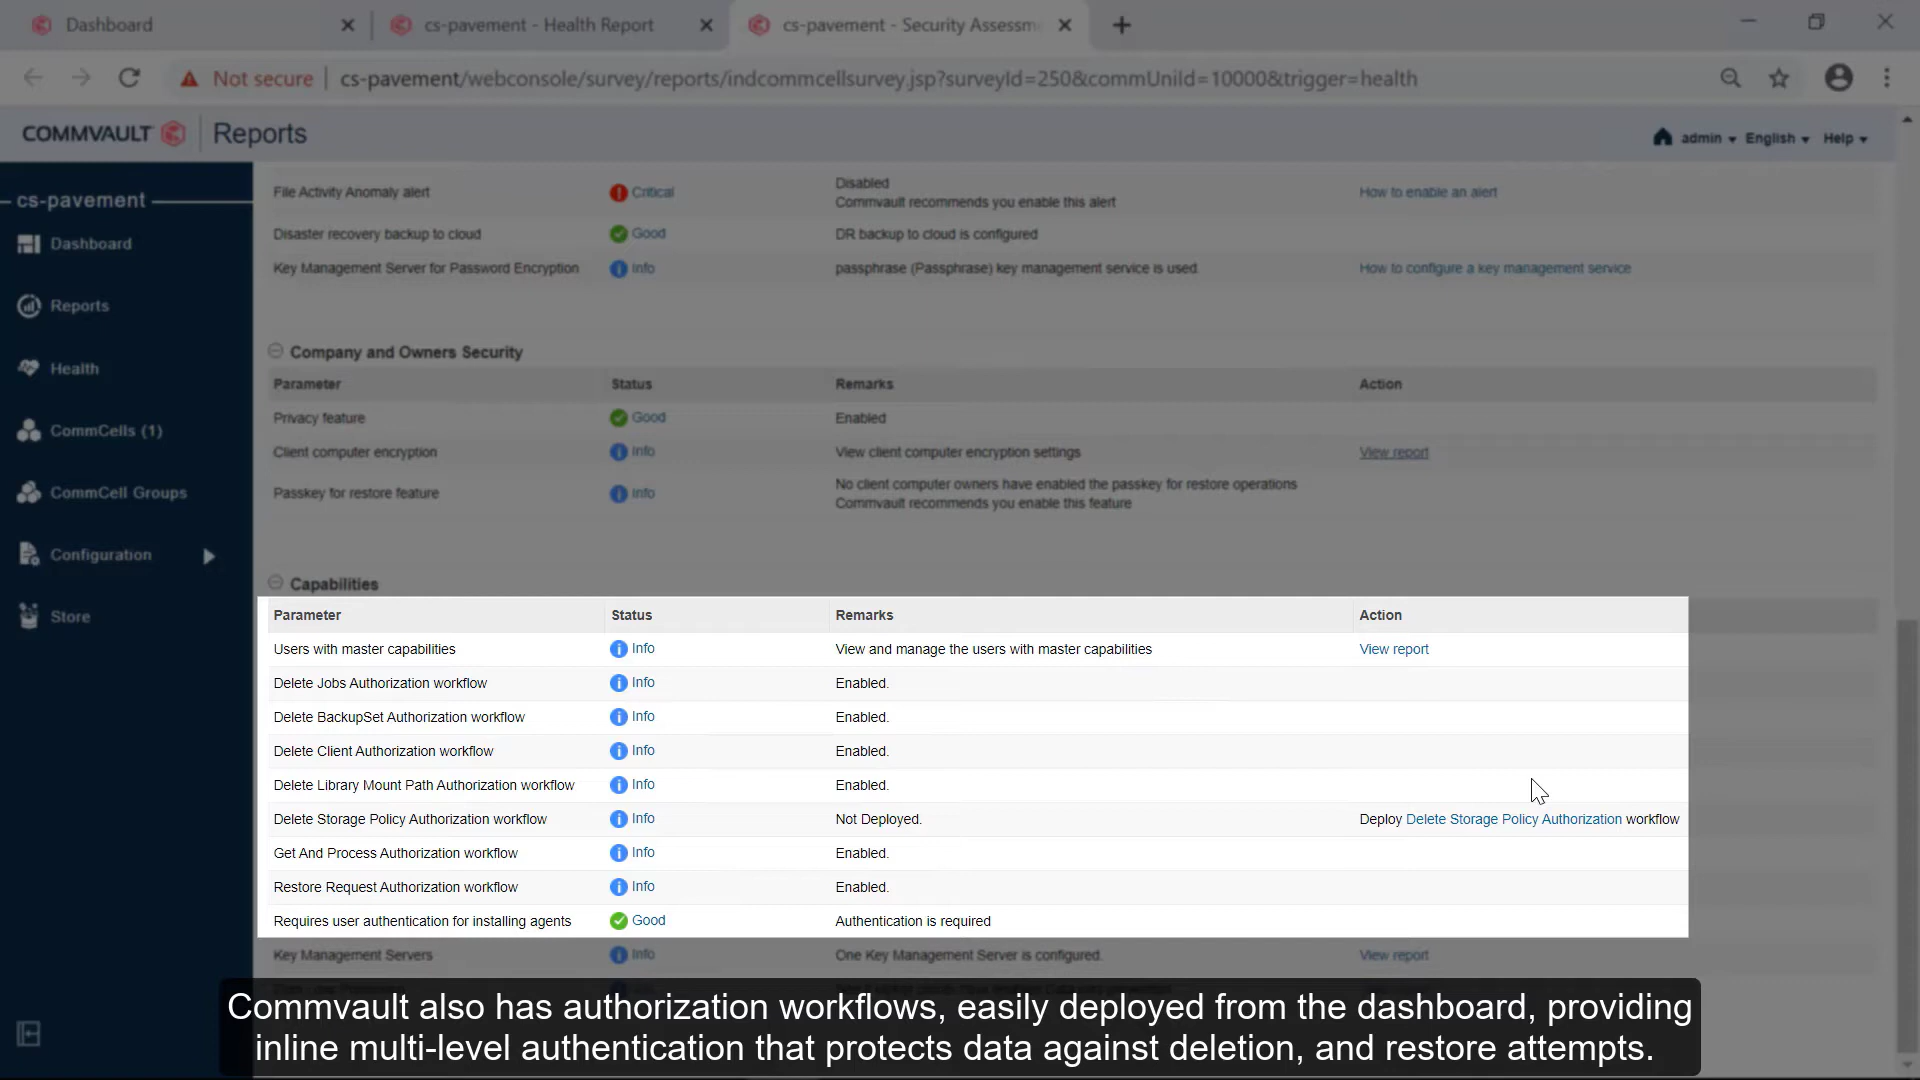 Dashboard
cs-pavement - Health Report
cs-pavement - Security Assessm
Not secure | cs-pavement/webconsole/survey/reports/indcommcellsurvey.jsp?surveyId=250&commUniId=10000&trigger=health
COMMVAULT Reports
admin English Help
cs-pavement
Dashboard
Reports
Health
CommCells (1)
CommCell Groups
Configuration
Store
File Activity Anomaly alert Critical Disabled How to enable an alert
Commvault recommends you enable this alert
Disaster recovery backup to cloud Good DR backup to cloud is configured
Key Management Server for Password Encryption Info passphrase (Passphrase) key management service is used How to configure a key management service
Company and Owners Security
Parameter Status Remarks Action
Privacy feature Good Enabled
Client computer encryption Info View client computer encryption settings View report
Passkey for restore feature Info No client computer owners have enabled the passkey for restore operations
Commvault recommends you enable this feature
Capabilities
Parameter Status Remarks Action
Users with master capabilities Info View and manage the users with master capabilities View report
Delete Jobs Authorization workflow Info Enabled.
Delete BackupSet Authorization workflow Info Enabled.
Delete Client Authorization workflow Info Enabled.
Delete Library Mount Path Authorization workflow Info Enabled.
Delete Storage Policy Authorization workflow Info Not Deployed. Deploy Delete Storage Policy Authorization workflow
Get And Process Authorization workflow Info Enabled.
Restore Request Authorization workflow Info Enabled.
Requires user authentication for installing agents Good Authentication is required
Key Management Servers Info One Key Management Server is configured. View report
Commvault also has authorization workflows, easily deployed from the dashboard, providing
inline multi-level authentication that protects data against deletion, and restore attempts.